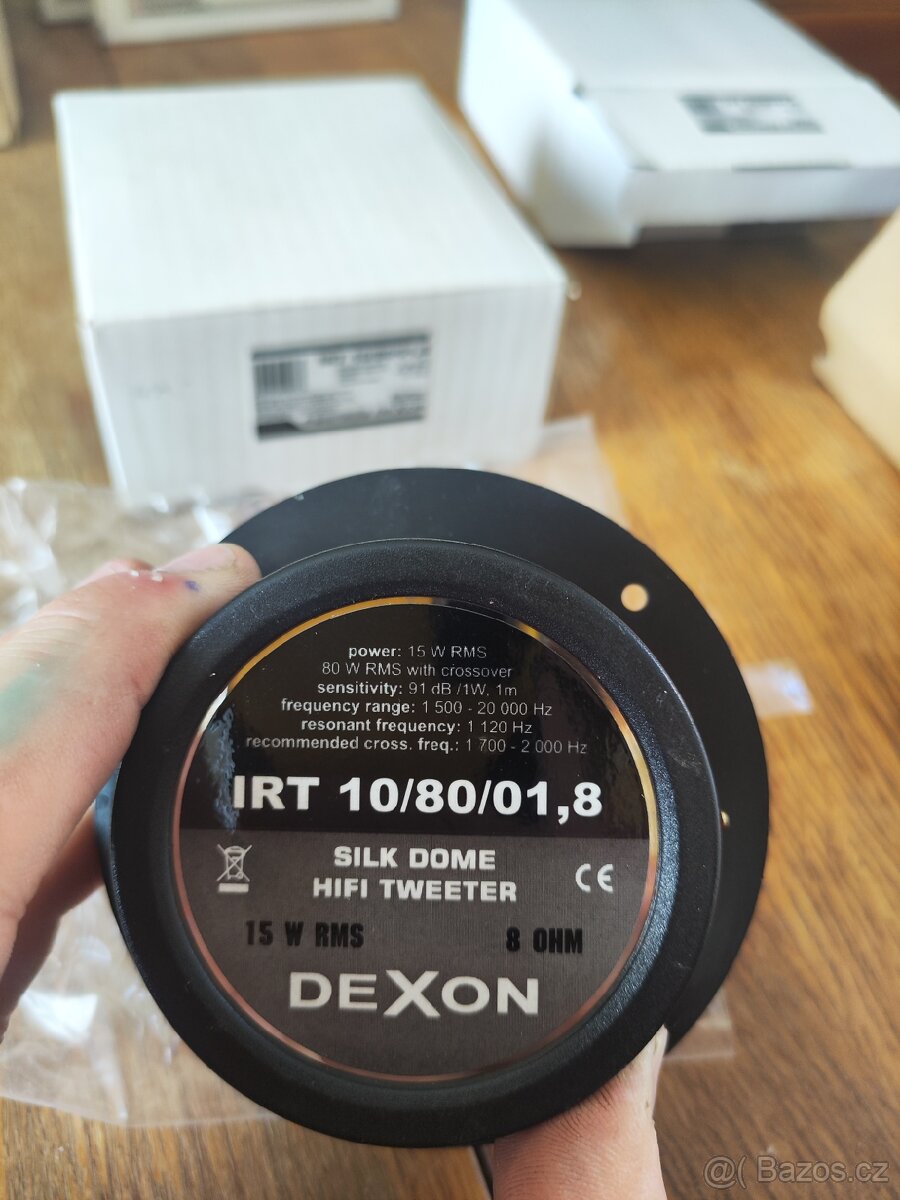 power: 15 W RMS
80 W RMS with crossover
sensitivity: 91 dB /1W, 1m
frequency range: 1 500 - 20 000 Hz
resonant frequency: 1 120 Hz
recommended cross. freq.: 1 700 - 2 000 Hz
IRT 10/80/01,8
SILK DOME
HIFI TWEETER
CE
15 W RMS 8 OHM
DEXON
@( Bazos.cz